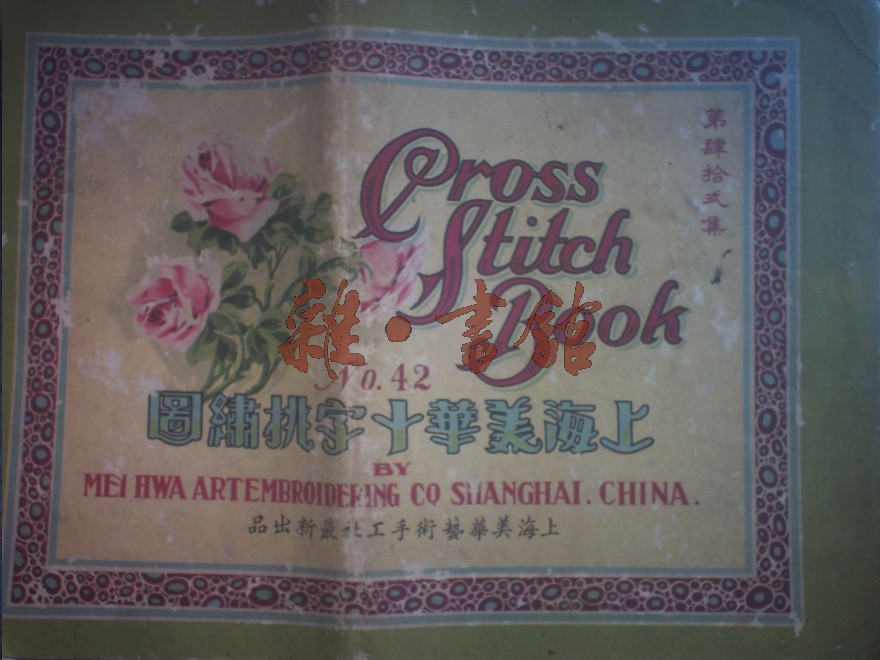 第肆拾弍集
Cross
Stitch
Book
雜·書館
No. 42
上海美華十字挑繡圖
BY
MEI HWA ARTEMBROIDERING CO SHANGHAI. CHINA.
上海美華藝術手工社最新出品